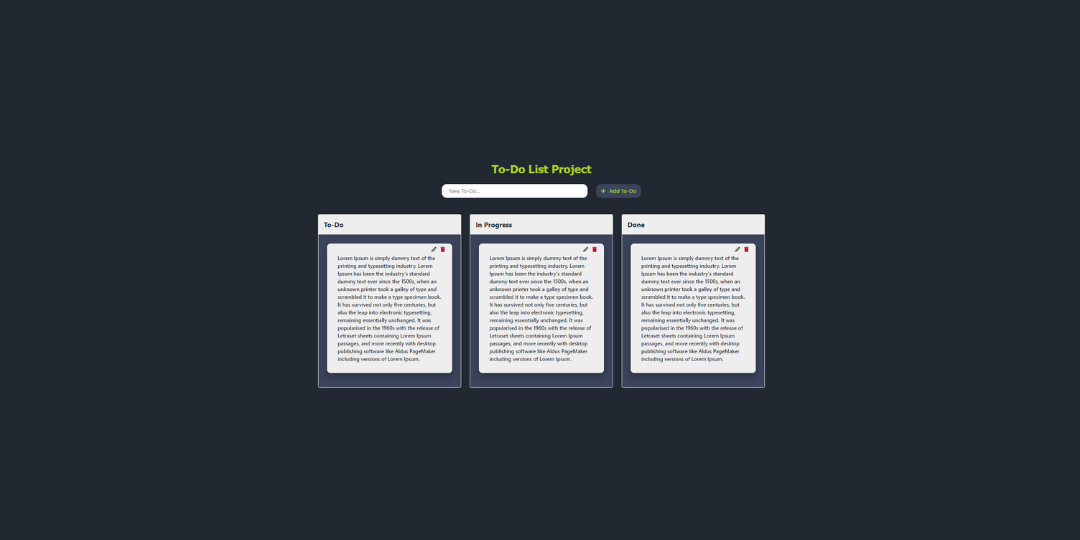 To-Do List Project
New To-Do...
+ Add To-Do
To-Do
Lorem Ipsum is simply dummy text of the
printing and typesetting industry. Lorem
Ipsum has been the industry's standard
dummy text ever since the 1500s, when an
unknown printer took a galley of type and
scrambled it to make a type specimen book.
It has survived not only five centuries, but
also the leap into electronic typesetting,
remaining essentially unchanged. It was
popularised in the 1960s with the release of
Letraset sheets containing Lorem Ipsum
passages, and more recently with desktop
publishing software like Aldus PageMaker
including versions of Lorem Ipsum.
In Progress
Lorem Ipsum is simply dummy text of the
printing and typesetting industry. Lorem
Ipsum has been the industry's standard
dummy text ever since the 1500s, when an
unknown printer took a galley of type and
scrambled it to make a type specimen book.
It has survived not only five centuries, but
also the leap into electronic typesetting,
remaining essentially unchanged. It was
popularised in the 1960s with the release of
Letraset sheets containing Lorem Ipsum
passages, and more recently with desktop
publishing software like Aldus PageMaker
including versions of Lorem Ipsum.
Done
Lorem Ipsum is simply dummy text of the
printing and typesetting industry. Lorem
Ipsum has been the industry's standard
dummy text ever since the 1500s, when an
unknown printer took a galley of type and
scrambled it to make a type specimen book.
It has survived not only five centuries, but
also the leap into electronic typesetting,
remaining essentially unchanged. It was
popularised in the 1960s with the release of
Letraset sheets containing Lorem Ipsum
passages, and more recently with desktop
publishing software like Aldus PageMaker
including versions of Lorem Ipsum.